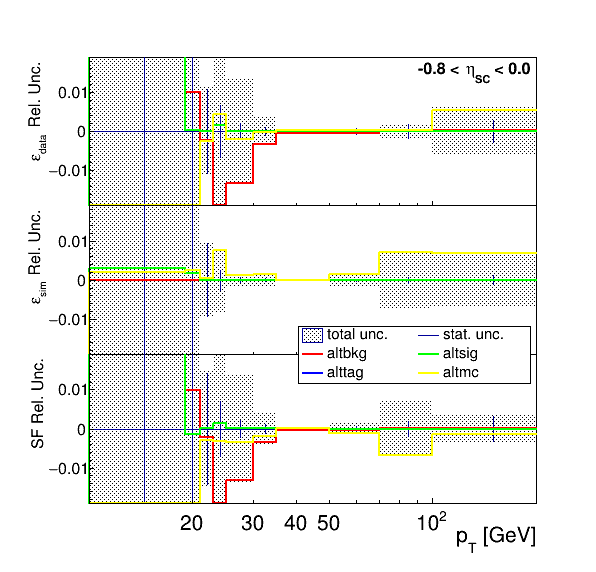 -0.8 < η_SC < 0.0
ε_data Rel. Unc.
0.01
0
−0.01
ε_sim Rel. Unc.
0.01
0
−0.01
total unc. stat. unc.
altbkg altsig
alttag altmc
SF Rel. Unc.
0.01
0
−0.01
20 30 40 50 10^2
p_T [GeV]